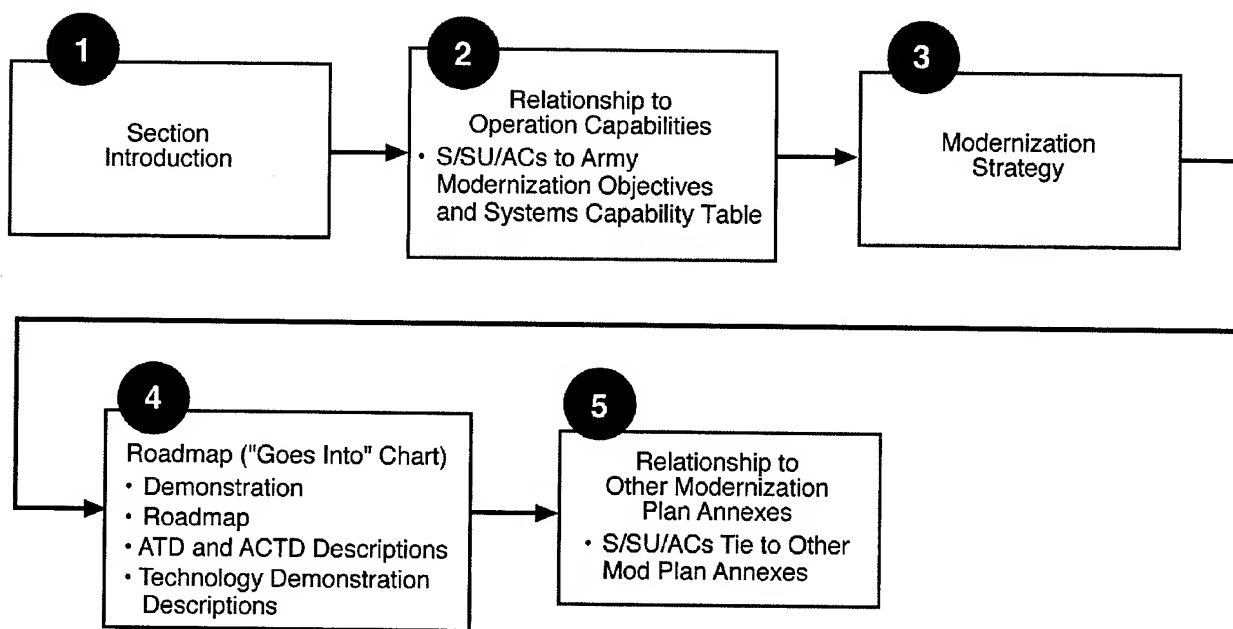 1
Section
Introduction
2
Relationship to
Operation Capabilities
• S/SU/ACs to Army
Modernization Objectives
and Systems Capability Table
3
Modernization
Strategy
4
Roadmap ("Goes Into" Chart)
• Demonstration
• Roadmap
• ATD and ACTD Descriptions
• Technology Demonstration
Descriptions
5
Relationship to
Other Modernization
Plan Annexes
• S/SU/ACs Tie to Other
Mod Plan Annexes